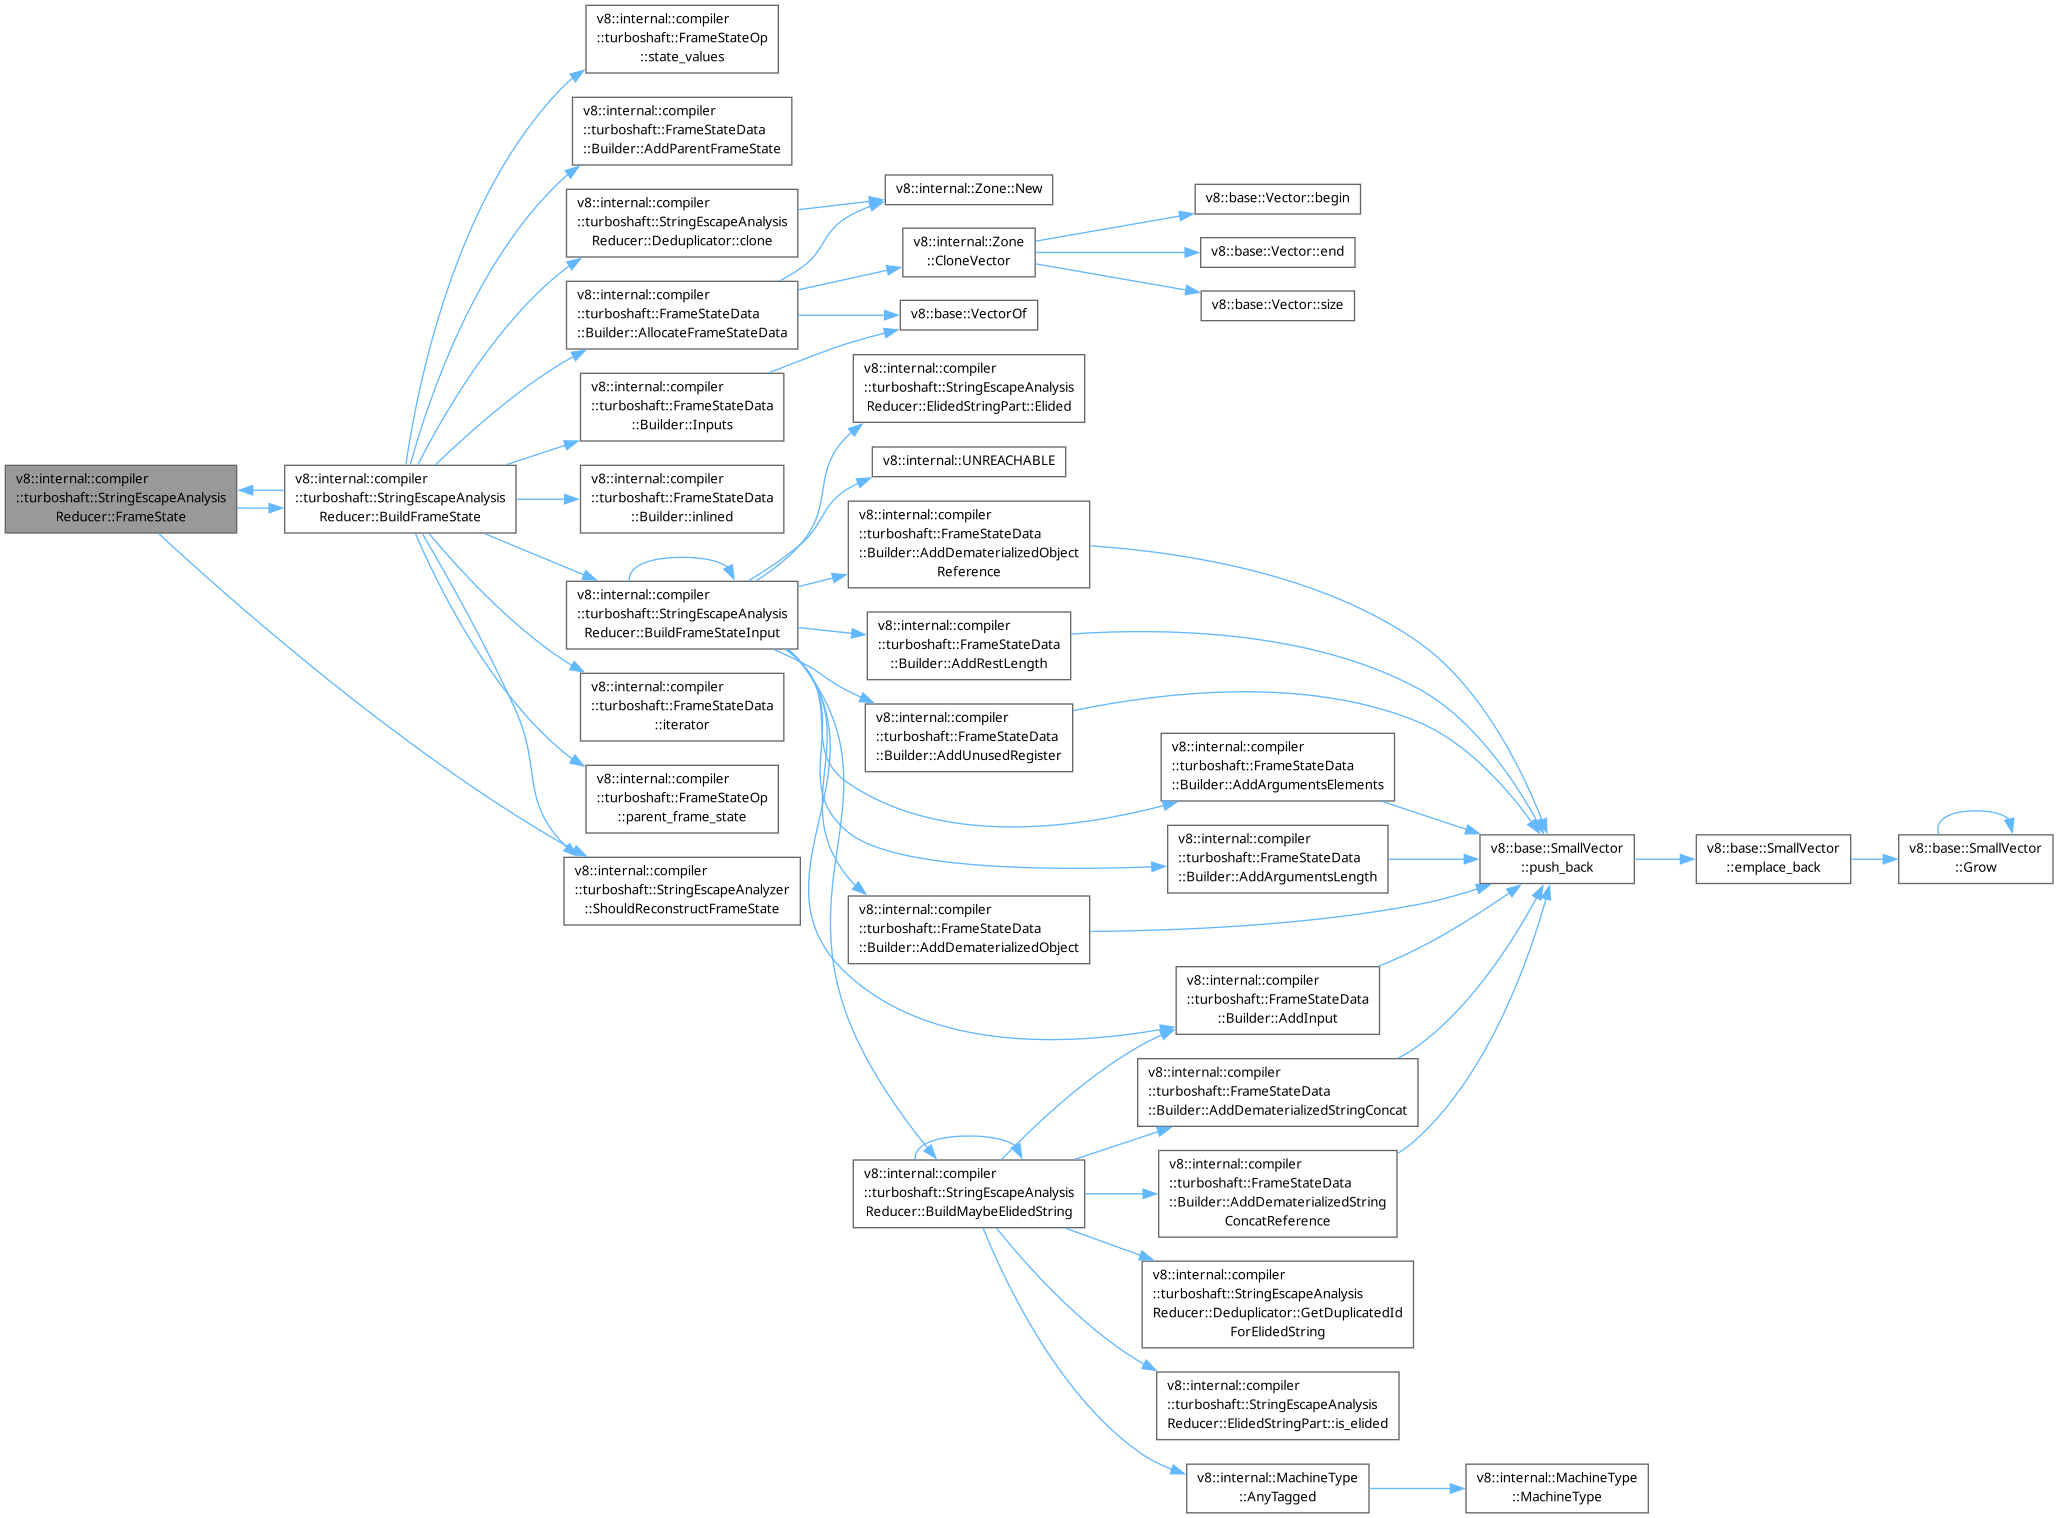 v8::internal::compiler
::turboshaft::FrameStateOp
::state_values
v8::internal::compiler
::turboshaft::FrameStateData
::Builder::AddParentFrameState
v8::internal::compiler
::turboshaft::StringEscapeAnalysis
Reducer::Deduplicator::clone
v8::internal::Zone::New
v8::base::Vector::begin
v8::internal::Zone
::CloneVector
v8::base::Vector::end
v8::base::Vector::size
v8::internal::compiler
::turboshaft::FrameStateData
::Builder::AllocateFrameStateData
v8::base::VectorOf
v8::internal::compiler
::turboshaft::FrameStateData
::Builder::Inputs
v8::internal::compiler
::turboshaft::StringEscapeAnalysis
Reducer::ElidedStringPart::Elided
v8::internal::UNREACHABLE
v8::internal::compiler
::turboshaft::StringEscapeAnalysis
Reducer::FrameState
v8::internal::compiler
::turboshaft::StringEscapeAnalysis
Reducer::BuildFrameState
v8::internal::compiler
::turboshaft::FrameStateData
::Builder::inlined
v8::internal::compiler
::turboshaft::FrameStateData
::Builder::AddDematerializedObject
Reference
v8::internal::compiler
::turboshaft::StringEscapeAnalysis
Reducer::BuildFrameStateInput
v8::internal::compiler
::turboshaft::FrameStateData
::Builder::AddRestLength
v8::internal::compiler
::turboshaft::FrameStateData
::iterator
v8::internal::compiler
::turboshaft::FrameStateData
::Builder::AddUnusedRegister
v8::internal::compiler
::turboshaft::FrameStateData
::Builder::AddArgumentsElements
v8::internal::compiler
::turboshaft::FrameStateOp
::parent_frame_state
v8::internal::compiler
::turboshaft::FrameStateData
::Builder::AddArgumentsLength
v8::base::SmallVector
::push_back
v8::base::SmallVector
::emplace_back
v8::base::SmallVector
::Grow
v8::internal::compiler
::turboshaft::StringEscapeAnalyzer
::ShouldReconstructFrameState
v8::internal::compiler
::turboshaft::FrameStateData
::Builder::AddDematerializedObject
v8::internal::compiler
::turboshaft::FrameStateData
::Builder::AddInput
v8::internal::compiler
::turboshaft::FrameStateData
::Builder::AddDematerializedStringConcat
v8::internal::compiler
::turboshaft::StringEscapeAnalysis
Reducer::BuildMaybeElidedString
v8::internal::compiler
::turboshaft::FrameStateData
::Builder::AddDematerializedString
ConcatReference
v8::internal::compiler
::turboshaft::StringEscapeAnalysis
Reducer::Deduplicator::GetDuplicatedId
ForElidedString
v8::internal::compiler
::turboshaft::StringEscapeAnalysis
Reducer::ElidedStringPart::is_elided
v8::internal::MachineType
::AnyTagged
v8::internal::MachineType
::MachineType